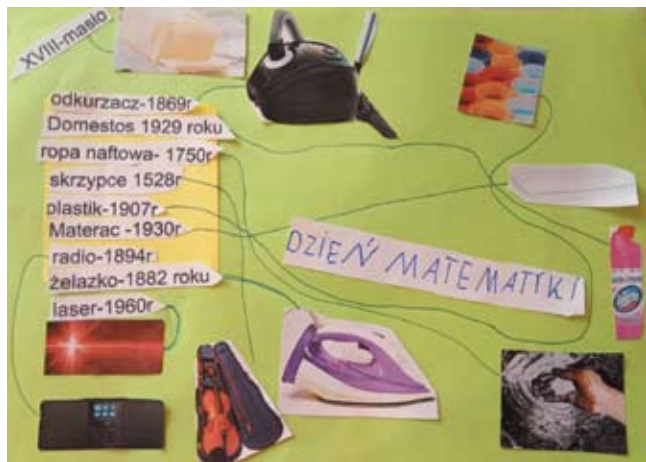 XVIII-masło
odkurzacz-1869r
Domestos 1929 roku
ropa naftowa- 1750r
skrzypce 1528r
plastik-1907r
Materac -1930r
radio-1894r
żelazko-1882 roku
laser-1960r
DZIEŃ MATEMATYKI